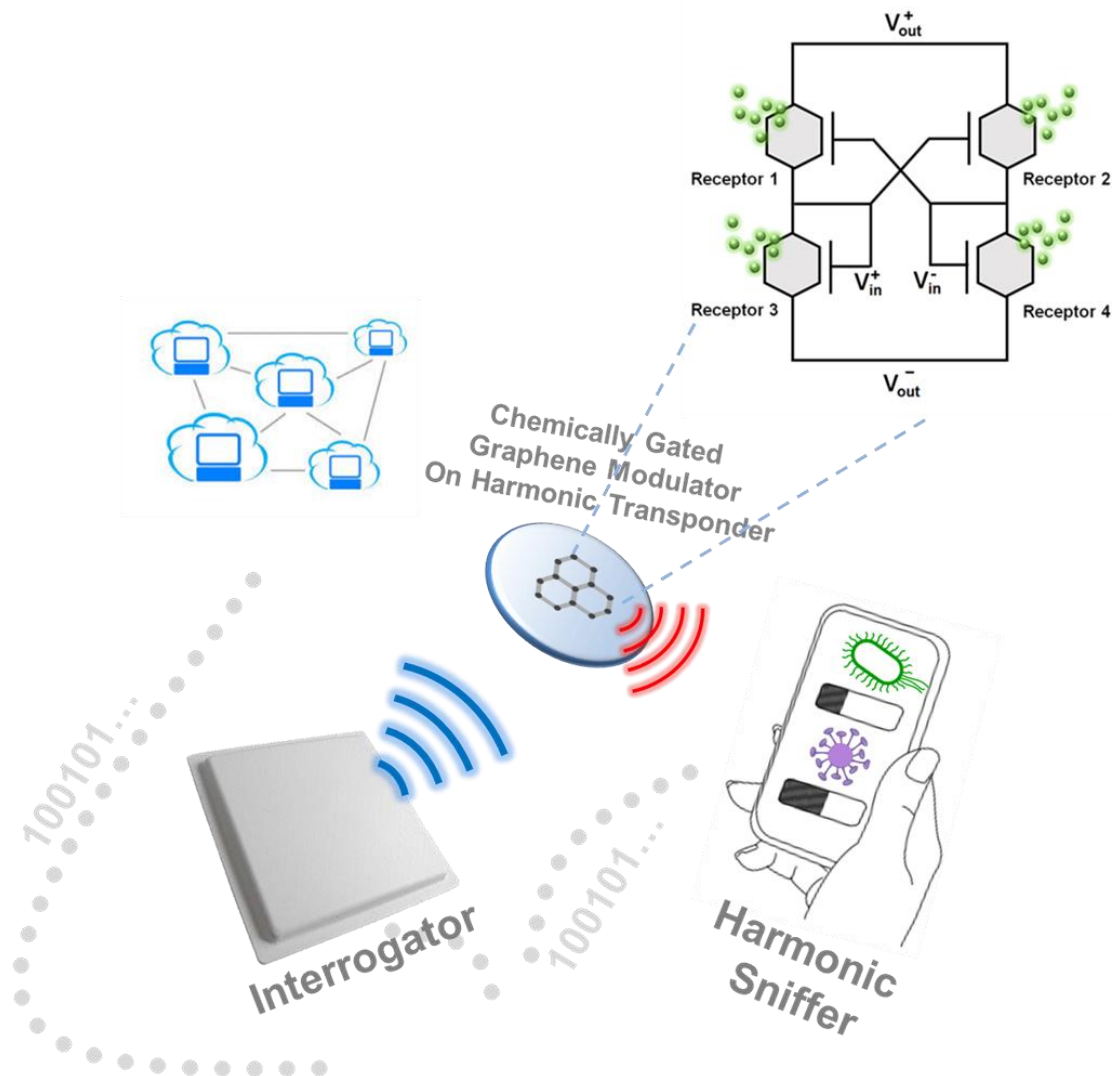 V+out
Receptor 1
Receptor 2
V+in
V-in
Receptor 3
Receptor 4
V-out
Chemically Gated
Graphene Modulator
On Harmonic Transponder
100101...
100101...
Interrogator
Harmonic
Sniffer